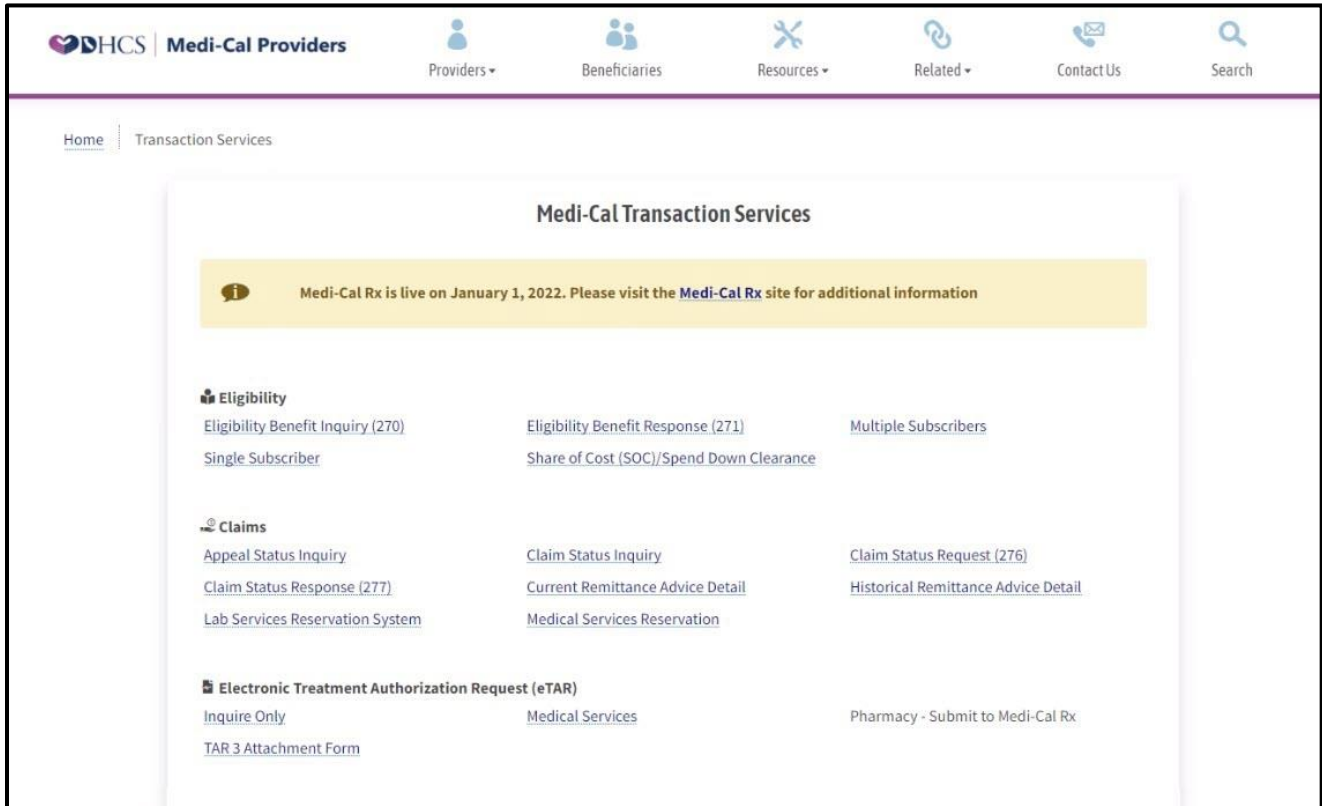 DHCS | Medi-Cal Providers
Providers
Beneficiaries
Resources
Related
Contact Us
Search
Home
Transaction Services
Medi-Cal Transaction Services
Medi-Cal Rx is live on January 1, 2022. Please visit the Medi-Cal Rx site for additional information
Eligibility
Eligibility Benefit Inquiry (270) Eligibility Benefit Response (271) Multiple Subscribers
Single Subscriber Share of Cost (SOC)/Spend Down Clearance
Claims
Appeal Status Inquiry Claim Status Inquiry Claim Status Request (276)
Claim Status Response (277) Current Remittance Advice Detail Historical Remittance Advice Detail
Lab Services Reservation System Medical Services Reservation
Electronic Treatment Authorization Request (eTAR)
Inquire Only Medical Services Pharmacy - Submit to Medi-Cal Rx
TAR 3 Attachment Form